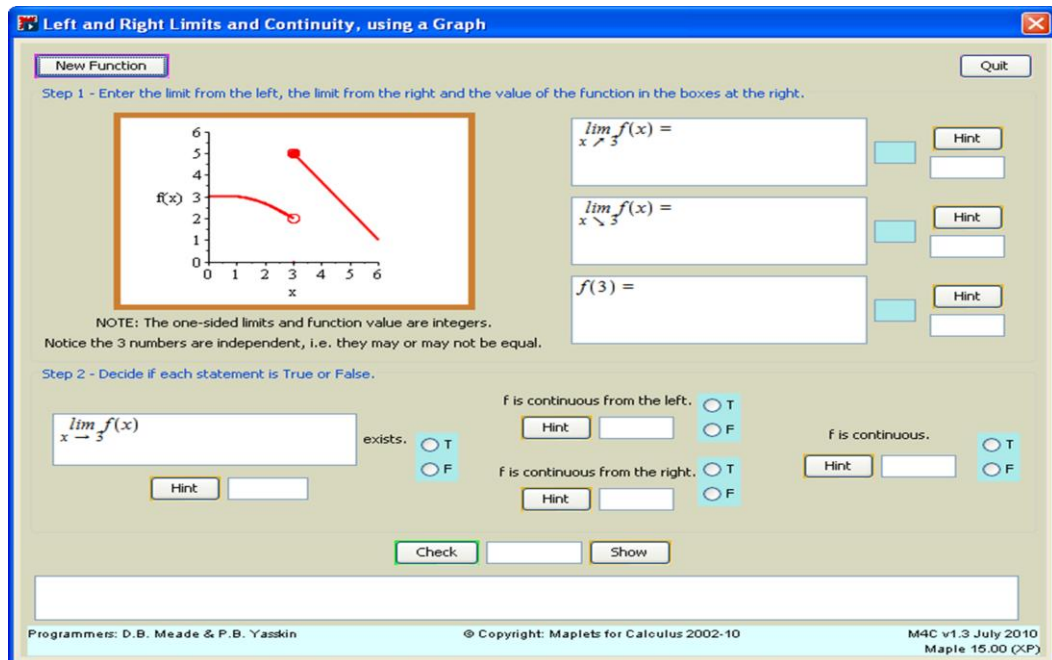 Left and Right Limits and Continuity, using a Graph
New Function
Quit
Step 1 - Enter the limit from the left, the limit from the right and the value of the function in the boxes at the right.
6
5
4
f(x) 3
2
1
0
0 1 2 3 4 5 6
x
NOTE: The one-sided limits and function value are integers.
Notice the 3 numbers are independent, i.e. they may or may not be equal.
lim f(x) =
x ↗ 3
Hint
lim f(x) =
x ↘ 3
Hint
f(3) =
Hint
Step 2 - Decide if each statement is True or False.
lim f(x)
x → 3
exists.
T
F
Hint
f is continuous from the left.
T
Hint
F
f is continuous from the right.
T
Hint
F
f is continuous.
T
Hint
F
Check
Show
Programmers: D.B. Meade & P.B. Yasskin
© Copyright: Maplets for Calculus 2002-10
M4C v1.3 July 2010
Maple 15.00 (XP)